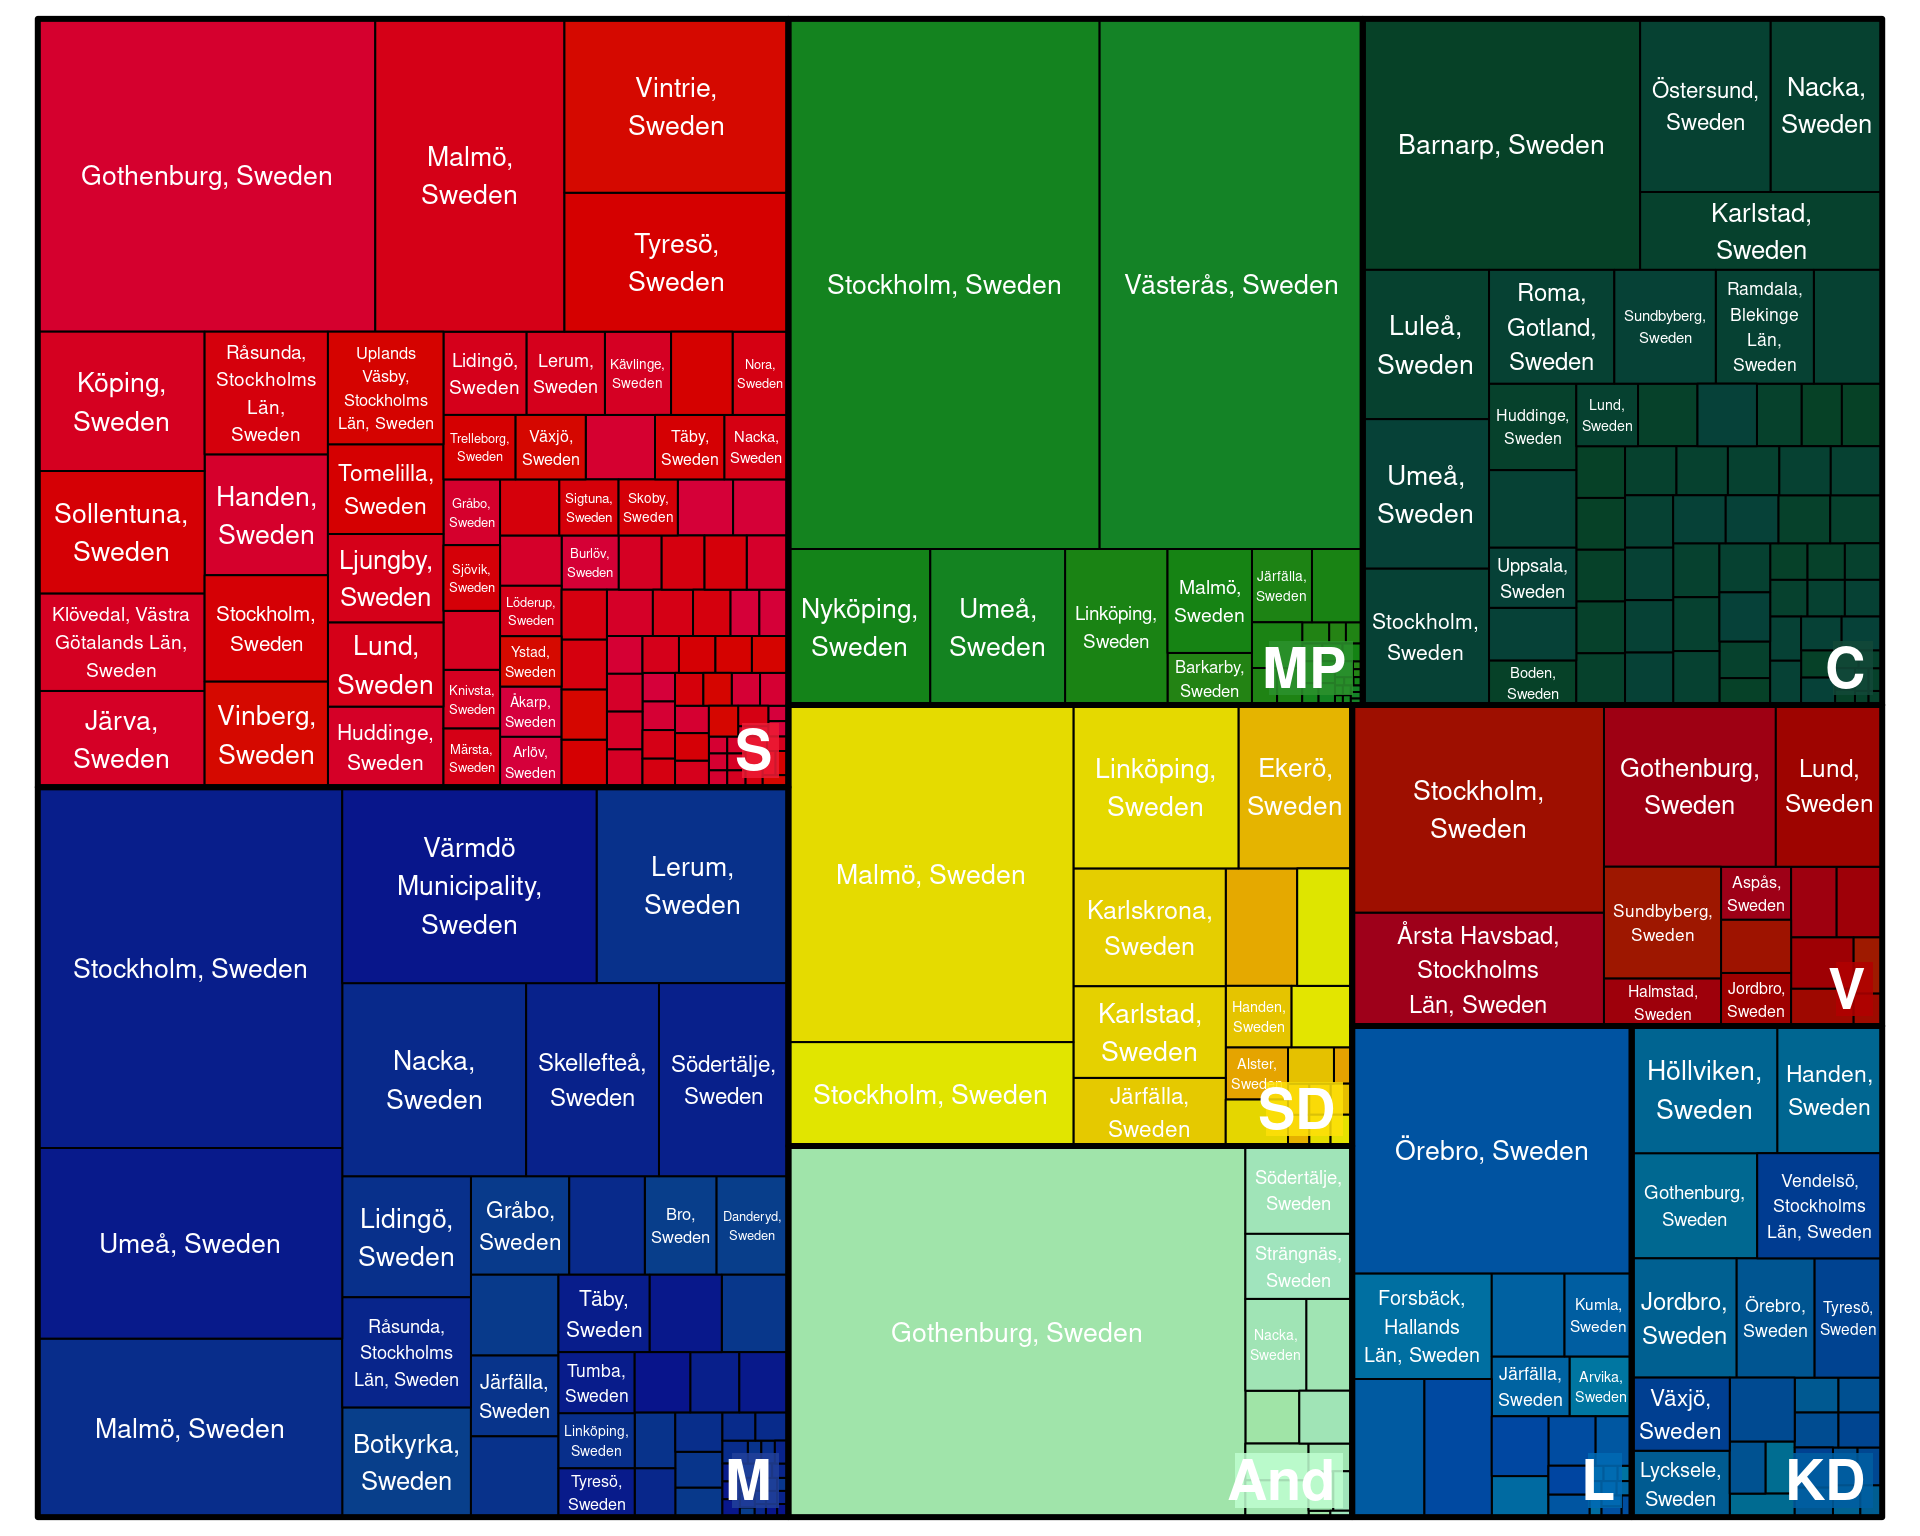 Gothenburg, Sweden
Malmö,
Sweden
Vintrie,
Sweden
Tyresö,
Sweden
Köping,
Sweden
Sollentuna,
Sweden
Klövedal, Västra
Götalands Län,
Sweden
Järva,
Sweden
Råsunda,
Stockholms
Län,
Sweden
Handen,
Sweden
Stockholm,
Sweden
Vinberg,
Sweden
Uplands
Väsby,
Stockholms
Län, Sweden
Tomelilla,
Sweden
Ljungby,
Sweden
Lund,
Sweden
Huddinge,
Sweden
Lidingö,
Sweden
Lerum,
Sweden
Kävlinge,
Sweden
Nora,
Sweden
Trelleborg,
Sweden
Växjö,
Sweden
Täby,
Sweden
Nacka,
Sweden
Gråbo,
Sweden
Sigtuna,
Sweden
Skoby,
Sweden
Sjövik,
Sweden
Burlöv,
Sweden
Löderup,
Sweden
Ystad,
Sweden
Knivsta,
Sweden
Åkarp,
Sweden
Märsta,
Sweden
Arlöv,
Sweden
S
Stockholm, Sweden
Västerås, Sweden
Nyköping,
Sweden
Umeå,
Sweden
Linköping,
Sweden
Malmö,
Sweden
Barkarby,
Sweden
Järfälla,
Sweden
MP
Barnarp, Sweden
Östersund,
Sweden
Nacka,
Sweden
Karlstad,
Sweden
Luleå,
Sweden
Umeå,
Sweden
Stockholm,
Sweden
Roma,
Gotland,
Sweden
Sundbyberg,
Sweden
Ramdala,
Blekinge
Län,
Sweden
Huddinge,
Sweden
Lund,
Sweden
Uppsala,
Sweden
Boden,
Sweden
C
Stockholm, Sweden
Umeå, Sweden
Malmö, Sweden
Värmdö
Municipality,
Sweden
Lerum,
Sweden
Nacka,
Sweden
Skellefteå,
Sweden
Södertälje,
Sweden
Lidingö,
Sweden
Råsunda,
Stockholms
Län, Sweden
Botkyrka,
Sweden
Gråbo,
Sweden
Bro,
Sweden
Danderyd,
Sweden
Järfälla,
Sweden
Täby,
Sweden
Tumba,
Sweden
Linköping,
Sweden
Tyresö,
Sweden
M
Malmö, Sweden
Stockholm, Sweden
Linköping,
Sweden
Ekerö,
Sweden
Karlskrona,
Sweden
Karlstad,
Sweden
Järfälla,
Sweden
Handen,
Sweden
Alster,
Sweden
SD
Gothenburg, Sweden
Södertälje,
Sweden
Strängnäs,
Sweden
Nacka,
Sweden
And
Stockholm,
Sweden
Årsta Havsbad,
Stockholms
Län, Sweden
Gothenburg,
Sweden
Lund,
Sweden
Sundbyberg,
Sweden
Halmstad,
Sweden
Aspås,
Sweden
Jordbro,
Sweden
V
Örebro, Sweden
Forsbäck,
Hallands
Län, Sweden
Kumla,
Sweden
Järfälla,
Sweden
Arvika,
Sweden
L
Höllviken,
Sweden
Handen,
Sweden
Gothenburg,
Sweden
Vendelsö,
Stockholms
Län, Sweden
Jordbro,
Sweden
Örebro,
Sweden
Tyresö,
Sweden
Växjö,
Sweden
Lycksele,
Sweden
KD